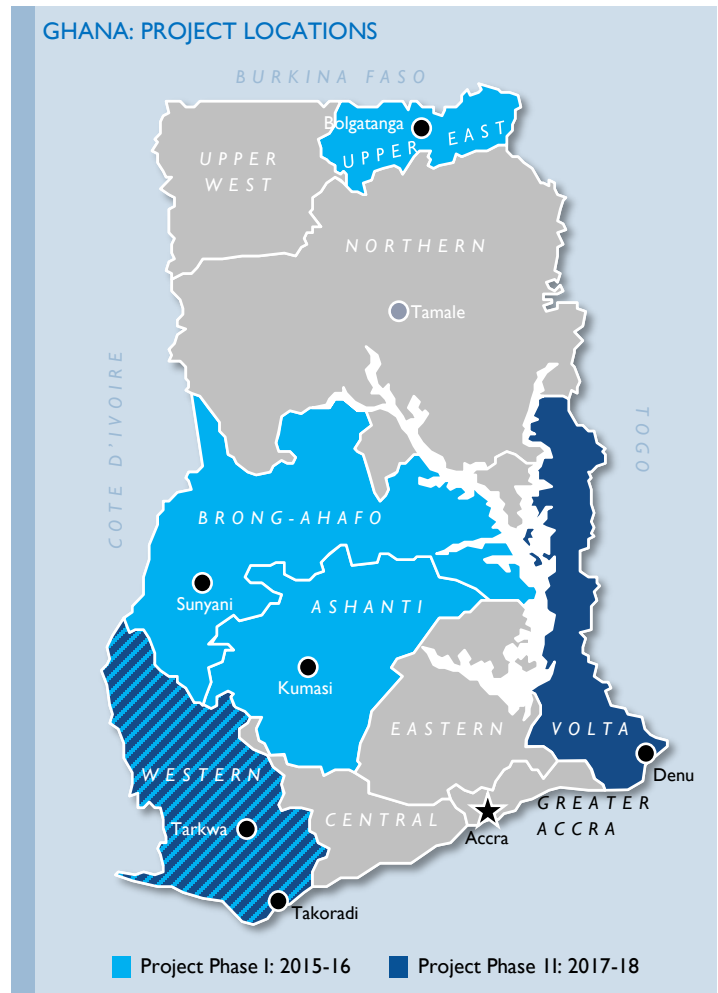 GHANA: PROJECT LOCATIONS
BURKINA FASO
Bolgatanga
UPPER EAST
UPPER
WEST
NORTHERN
Tamale
COTE D'IVOIRE
TOGO
BRONG-AHAFO
Sunyani
ASHANTI
Kumasi
EASTERN
VOLTA
Denu
WESTERN
GREATER
ACCRA
CENTRAL
Tarkwa
Accra
Takoradi
Project Phase I: 2015-16
Project Phase 1I: 2017-18